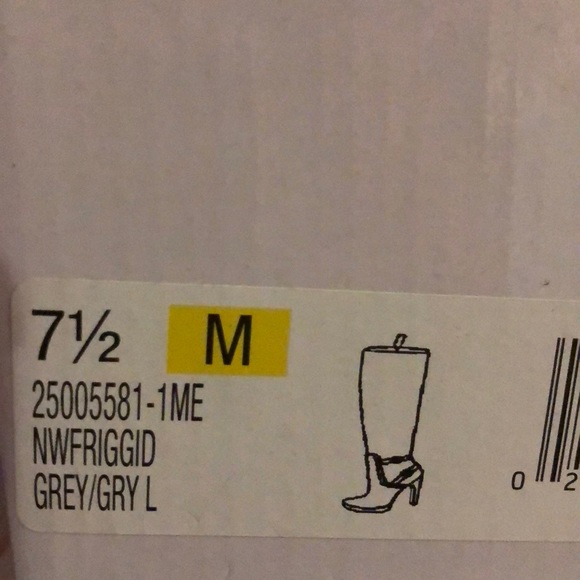 7½ M
25005581-1ME
NWFRIGGID
GREY/GRY L
0 2